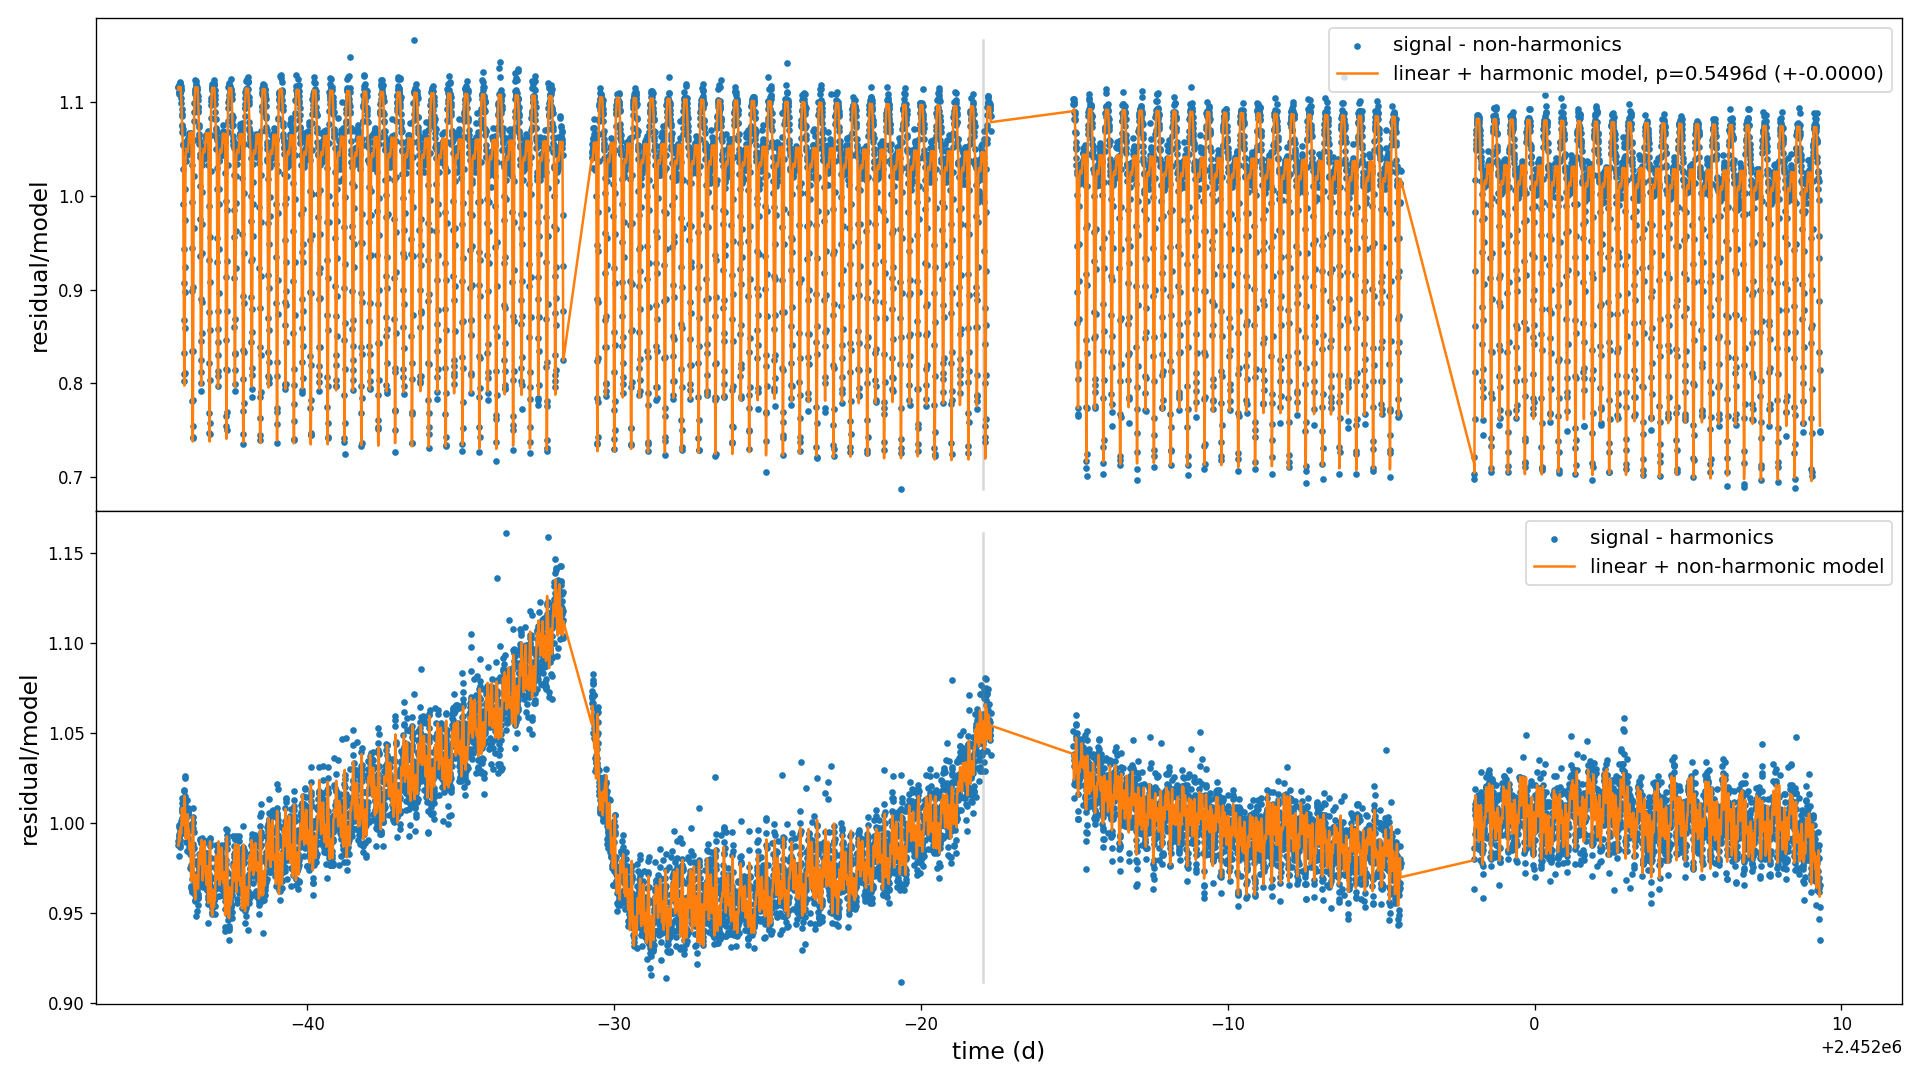 signal - non-harmonics
linear + harmonic model, p=0.5496d (+-0.0000)
residual/model
1.1
1.0
0.9
0.8
0.7
signal - harmonics
linear + non-harmonic model
residual/model
1.15
1.10
1.05
1.00
0.95
0.90
−40
−30
−20
−10
0
10
time (d)
+2.452e6